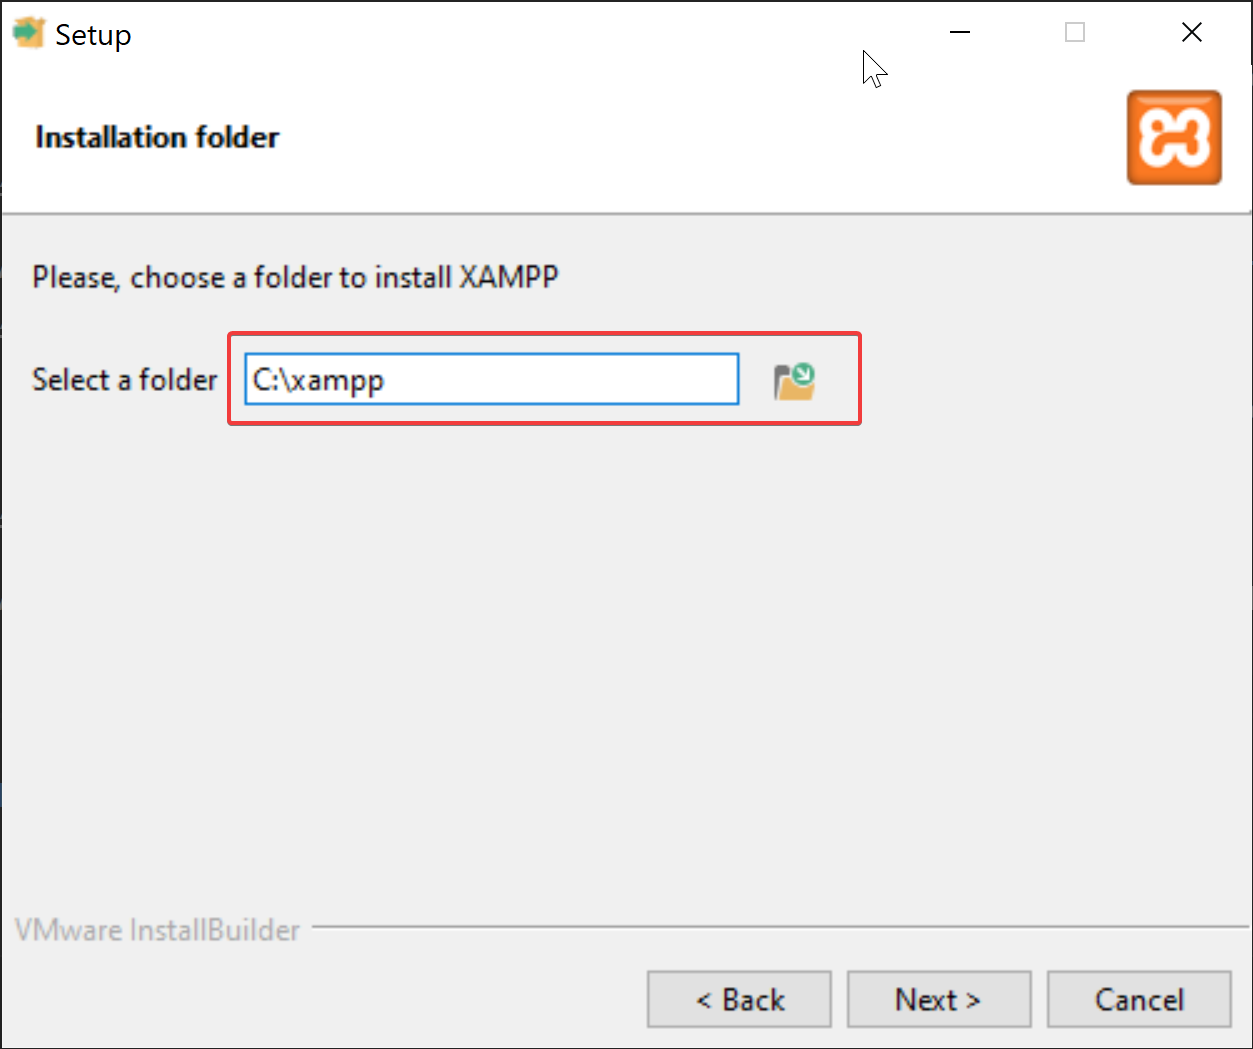 Setup
Installation folder
Please, choose a folder to install XAMPP
Select a folder C:\xampp
VMware InstallBuilder
< Back Next > Cancel